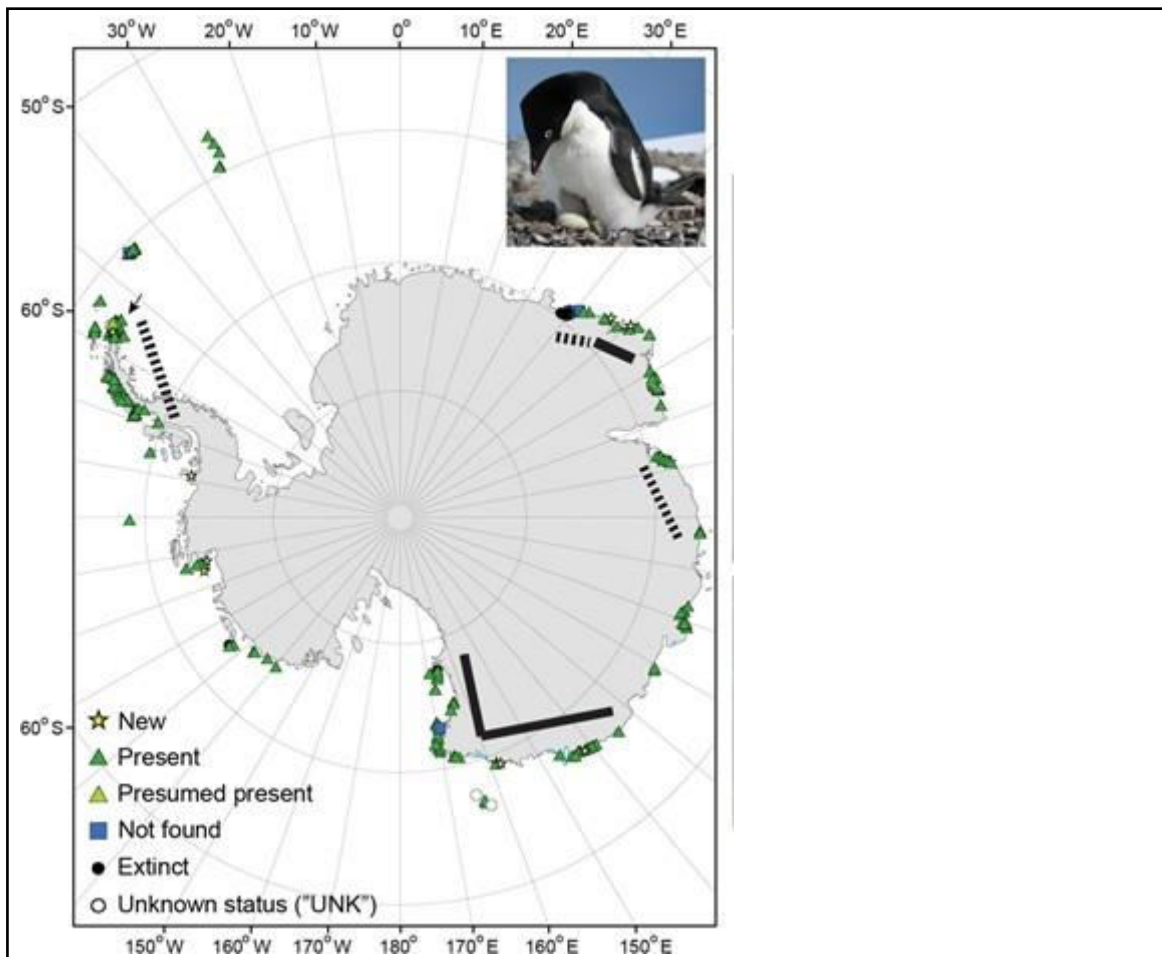 30°W 20°W 10°W 0° 10°E 20°E 30°E
50°S
60°S
60°S
New
Present
Presumed present
Not found
Extinct
Unknown status ("UNK")
150°W 160°W 170°W 180° 170°E 160°E 150°E